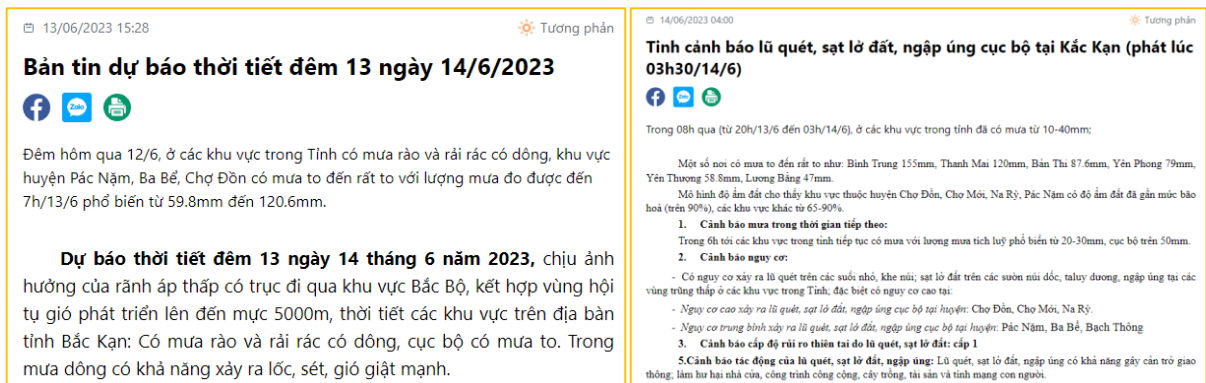 13/06/2023 15:28
Tương phản
Bản tin dự báo thời tiết đêm 13 ngày 14/6/2023
Zalo
Đêm hôm qua 12/6, ở các khu vực trong Tỉnh có mưa rào và rải rác có dông, khu vực
huyện Pác Nặm, Ba Bể, Chợ Đồn có mưa to đến rất to với lượng mưa đo được đến
7h/13/6 phổ biến từ 59.8mm đến 120.6mm.
Dự báo thời tiết đêm 13 ngày 14 tháng 6 năm 2023, chịu ảnh
hưởng của rãnh áp thấp có trục đi qua khu vực Bắc Bộ, kết hợp vùng hội
tụ gió phát triển lên đến mực 5000m, thời tiết các khu vực trên địa bàn
tỉnh Bắc Kạn: Có mưa rào và rải rác có dông, cục bộ có mưa to. Trong
mưa dông có khả năng xảy ra lốc, sét, gió giật mạnh.
14/06/2023 04:00
Tương phản
Tinh cảnh báo lũ quét, sạt lở đất, ngập úng cục bộ tại Kắc Kạn (phát lúc
03h30/14/6)
Zalo
Trong 08h qua (từ 20h/13/6 đến 03h/14/6), ở các khu vực trong tỉnh đã có mưa từ 10-40mm;
Một số nơi có mưa to đến rất to như: Bình Trung 155mm, Thanh Mai 120mm, Bản Thi 87.6mm, Yên Phong 79mm,
Yên Thượng 58.8mm, Lương Bằng 47mm.
Mô hình độ ẩm đất cho thấy khu vực thuộc huyện Chợ Đồn, Chợ Mới, Na Rỳ, Pác Nặm có độ ẩm đất đã gần mức bão
hoà (trên 90%), các khu vực khác từ 65-90%.
1. Cảnh báo mưa trong thời gian tiếp theo:
Trong 6h tới các khu vực trong tỉnh tiếp tục có mưa với lượng mưa tích luỹ phổ biến từ 20-30mm, cục bộ trên 50mm.
2. Cảnh báo nguy cơ:
- Có nguy cơ xảy ra lũ quét trên các suối nhỏ, khe núi; sạt lở đất trên các sườn núi dốc, taluy dương, ngập úng tại các
vùng trũng thấp ở các khu vực trong Tỉnh; đặc biệt có nguy cơ cao tại:
- Nguy cơ cao xảy ra lũ quét, sạt lở đất, ngập úng cục bộ tại huyện: Chợ Đồn, Chợ Mới, Na Rỳ.
- Nguy cơ trung bình xảy ra lũ quét, sạt lở đất, ngập úng cục bộ tại huyện: Pác Nặm, Ba Bể, Bạch Thông
3. Cảnh báo cấp độ rủi ro thiên tai do lũ quét, sạt lở đất: cấp 1
5.Cảnh báo tác động của lũ quét, sạt lở đất, ngập úng: Lũ quét, sạt lở đất, ngập úng có khả năng gây cản trở giao
thông; làm hư hại nhà cửa, công trình công cộng, cây trồng, tài sản và tính mạng con người.